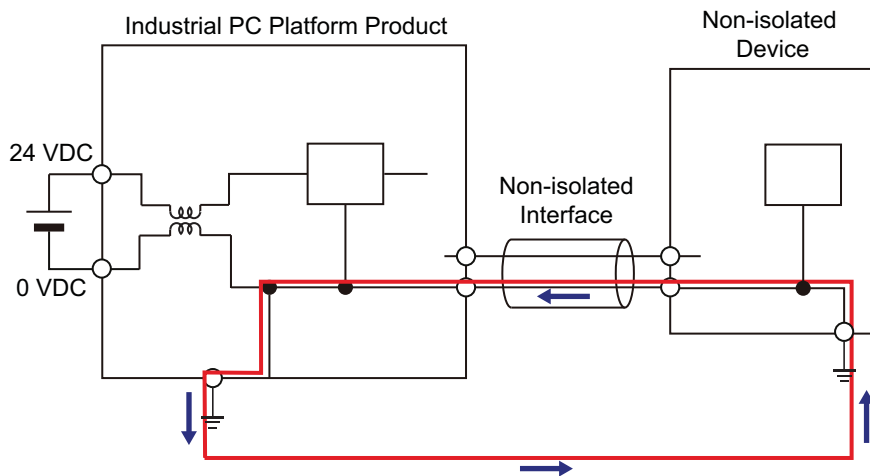 Industrial PC Platform Product
Non-isolated
Device
24 VDC
Non-isolated
Interface
0 VDC